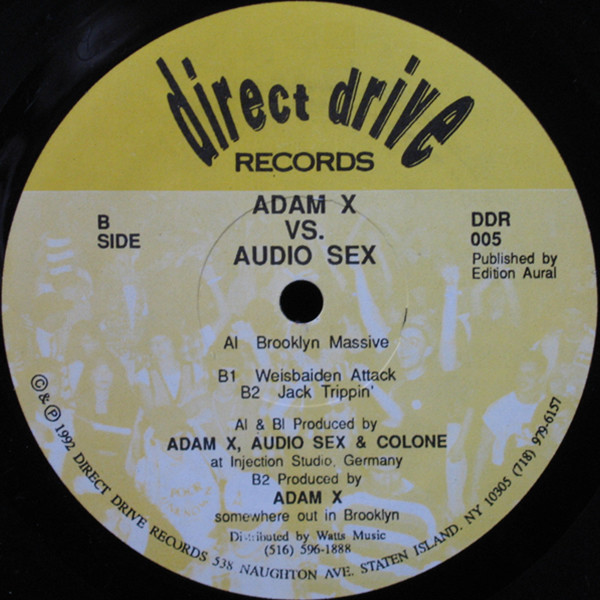 direct drive
RECORDS
ADAM X
VS.
AUDIO SEX
B
SIDE
DDR
005
Published by
Edition Aural
A1 Brooklyn Massive
B1 Weisbaiden Attack
B2 Jack Trippin'
A1 & B1 Produced by
ADAM X, AUDIO SEX & COLONE
at Injection Studio, Germany
B2 Produced by
ADAM X
somewhere out in Brooklyn
Distributed by Watts Music
(516) 596-1888
© & ℗ 1992 DIRECT DRIVE RECORDS 538 NAUGHTON AVE. STATEN ISLAND. NY 10305 (718) 979-6157